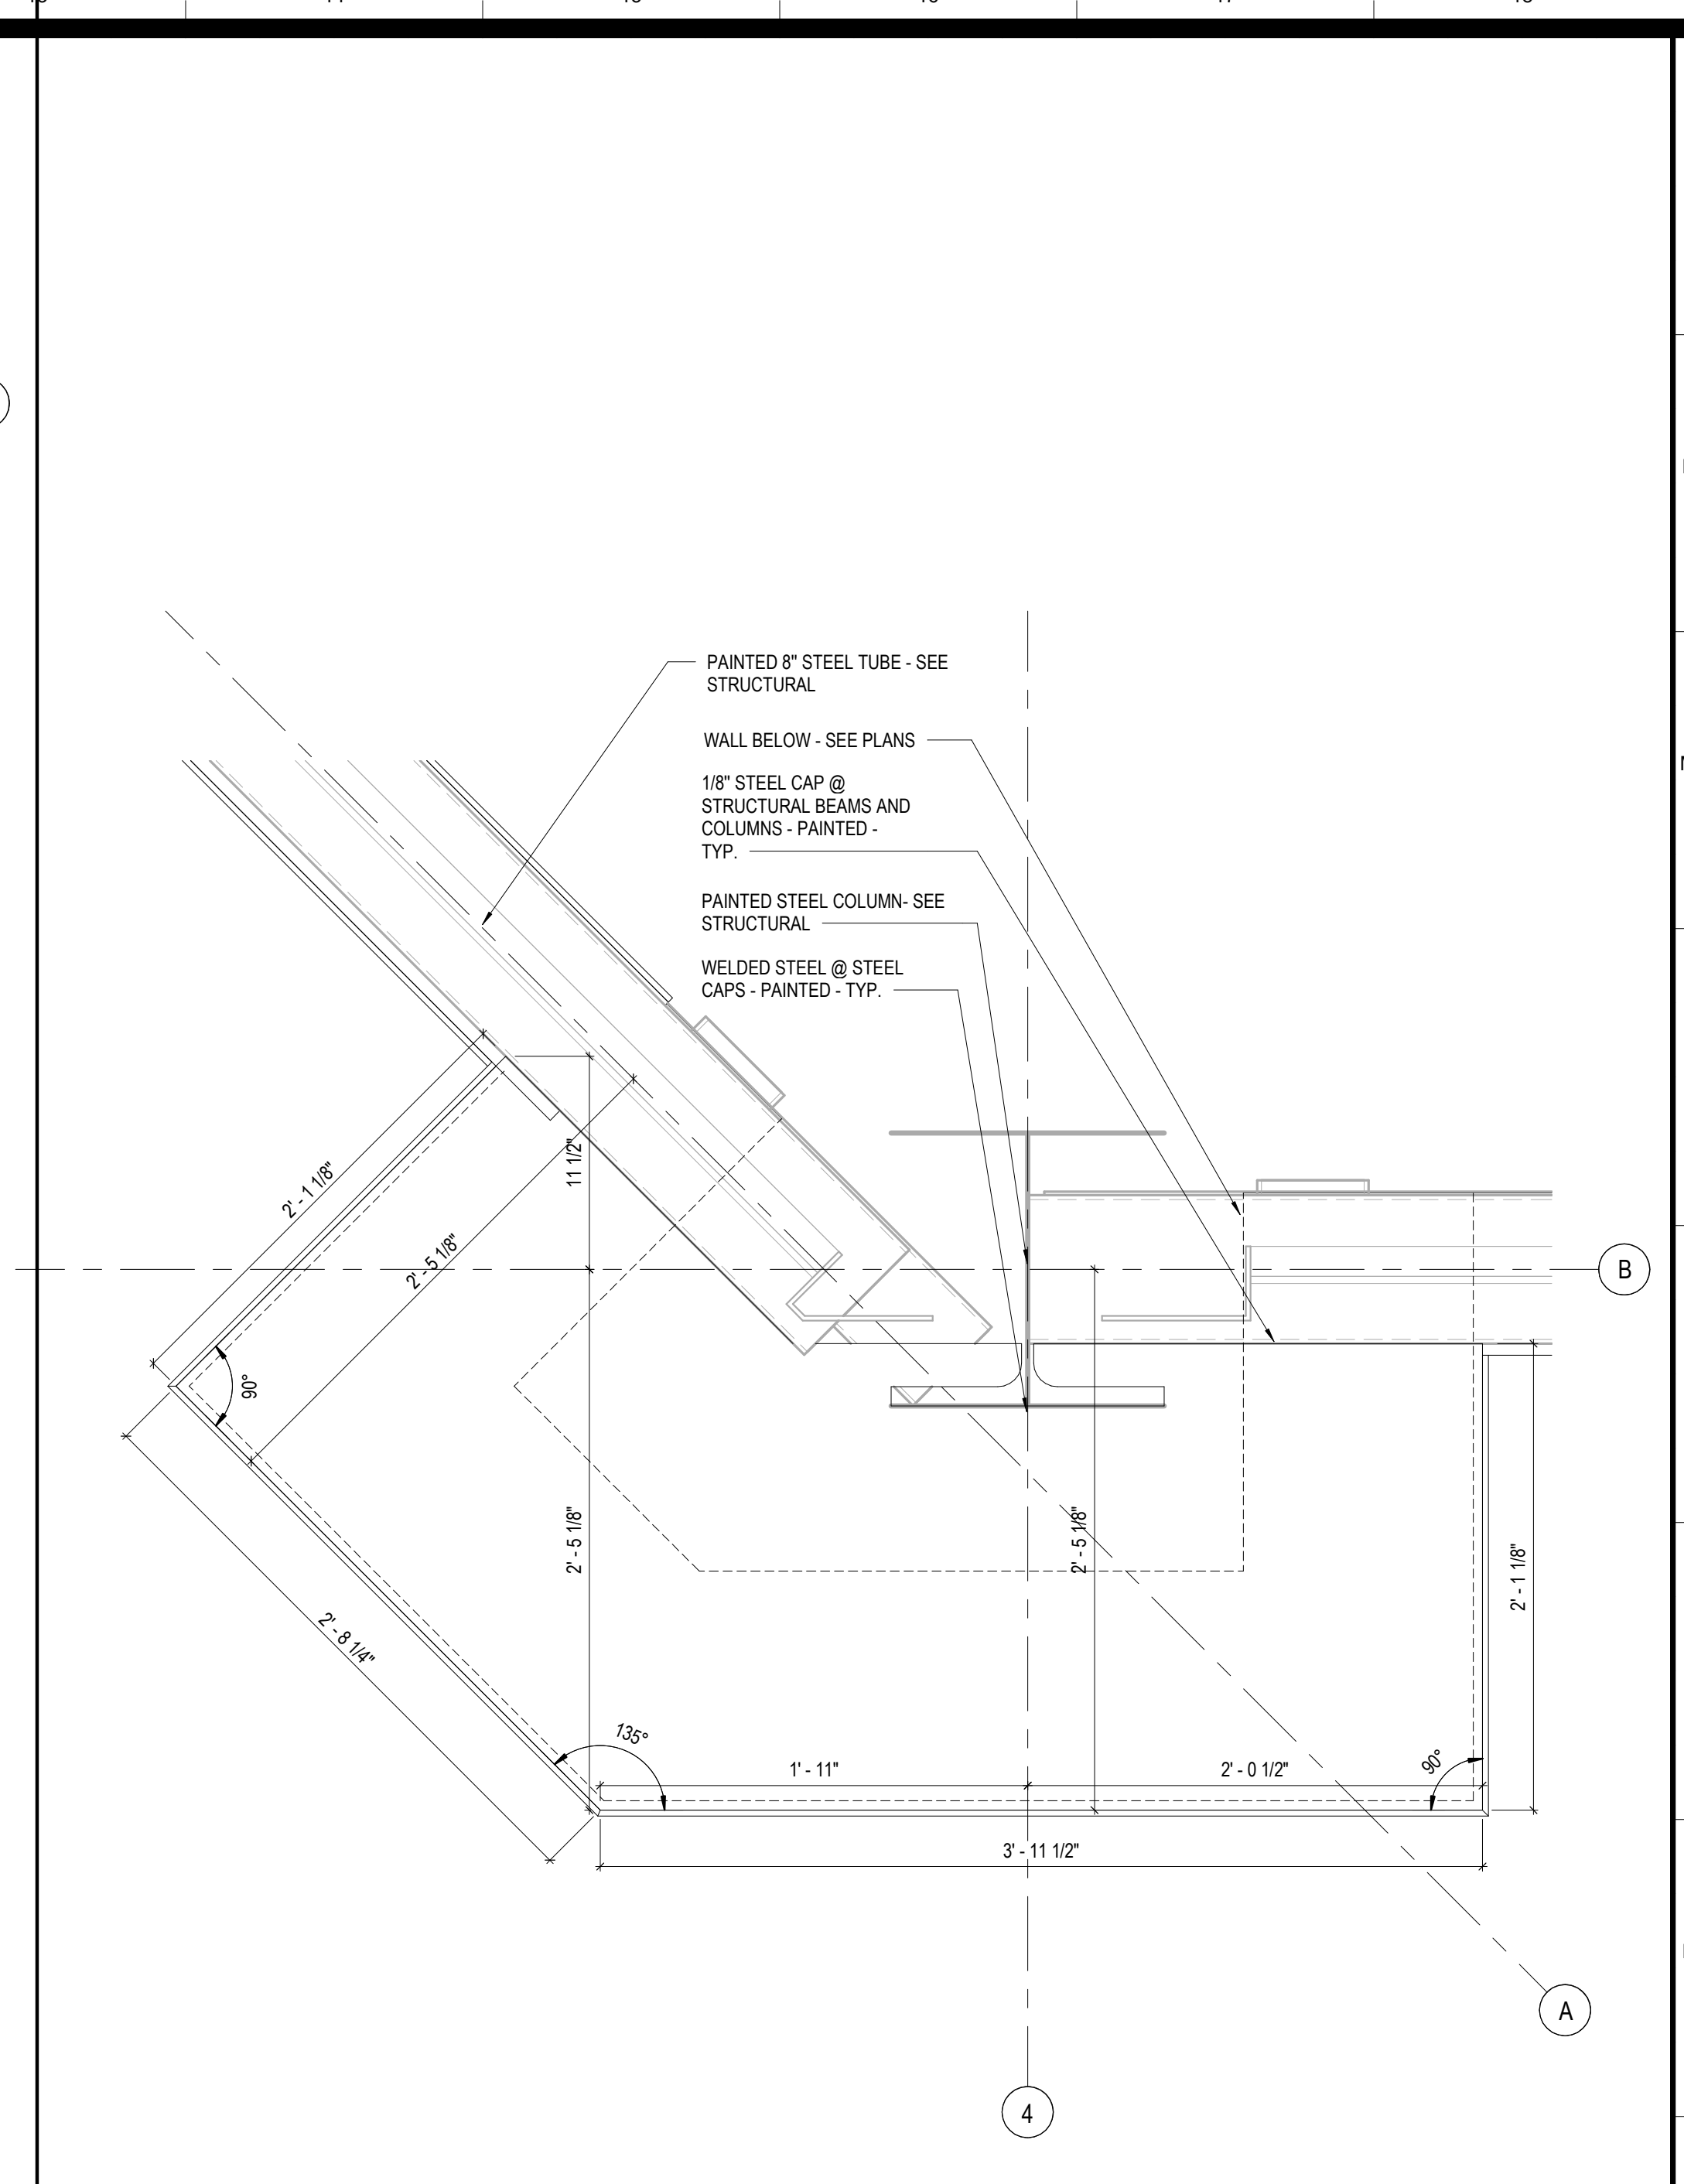 PAINTED 8" STEEL TUBE - SEE
STRUCTURAL
WALL BELOW - SEE PLANS
1/8" STEEL CAP @
STRUCTURAL BEAMS AND
COLUMNS - PAINTED -
TYP.
PAINTED STEEL COLUMN- SEE
STRUCTURAL
WELDED STEEL @ STEEL
CAPS - PAINTED - TYP.
11 1/2"
2' - 1 1/8"
2' - 5 1/8"
B
90°
2' - 5 1/8"
2' - 5 1/8"
2' - 1 1/8"
2' - 8 1/4"
135°
1' - 11"
2' - 0 1/2"
90°
3' - 11 1/2"
A
4